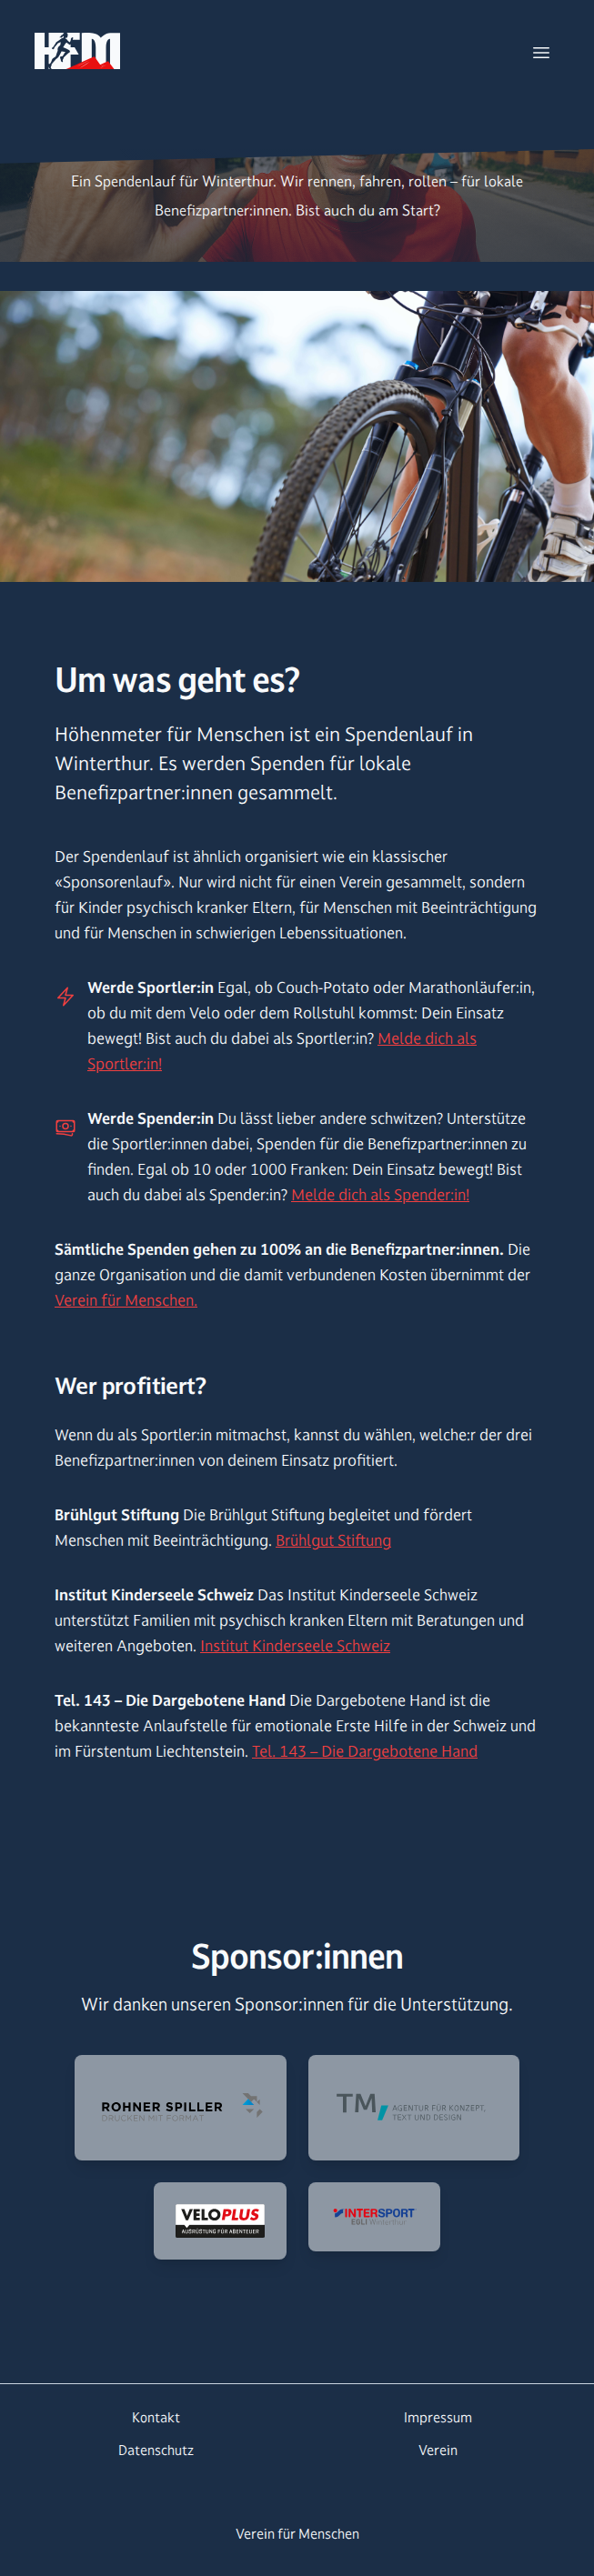 HFM
Ein Spendenlauf für Winterthur. Wir rennen, fahren, rollen – für lokale
Benefizpartner:innen. Bist auch du am Start?
Um was geht es?
Höhenmeter für Menschen ist ein Spendenlauf in
Winterthur. Es werden Spenden für lokale
Benefizpartner:innen gesammelt.
Der Spendenlauf ist ähnlich organisiert wie ein klassischer
«Sponsorenlauf». Nur wird nicht für einen Verein gesammelt, sondern
für Kinder psychisch kranker Eltern, für Menschen mit Beeinträchtigung
und für Menschen in schwierigen Lebenssituationen.
Werde Sportler:in Egal, ob Couch-Potato oder Marathonläufer:in,
ob du mit dem Velo oder dem Rollstuhl kommst: Dein Einsatz
bewegt! Bist auch du dabei als Sportler:in? Melde dich als
Sportler:in!
Werde Spender:in Du lässt lieber andere schwitzen? Unterstütze
die Sportler:innen dabei, Spenden für die Benefizpartner:innen zu
finden. Egal ob 10 oder 1000 Franken: Dein Einsatz bewegt! Bist
auch du dabei als Spender:in? Melde dich als Spender:in!
Sämtliche Spenden gehen zu 100% an die Benefizpartner:innen. Die
ganze Organisation und die damit verbundenen Kosten übernimmt der
Verein für Menschen.
Wer profitiert?
Wenn du als Sportler:in mitmachst, kannst du wählen, welche:r der drei
Benefizpartner:innen von deinem Einsatz profitiert.
Brühlgut Stiftung Die Brühlgut Stiftung begleitet und fördert
Menschen mit Beeinträchtigung. Brühlgut Stiftung
Institut Kinderseele Schweiz Das Institut Kinderseele Schweiz
unterstützt Familien mit psychisch kranken Eltern mit Beratungen und
weiteren Angeboten. Institut Kinderseele Schweiz
Tel. 143 – Die Dargebotene Hand Die Dargebotene Hand ist die
bekannteste Anlaufstelle für emotionale Erste Hilfe in der Schweiz und
im Fürstentum Liechtenstein. Tel. 143 – Die Dargebotene Hand
Sponsor:innen
Wir danken unseren Sponsor:innen für die Unterstützung.
ROHNER SPILLER
DRUCKEN MIT FORMAT
TM
AGENTUR FÜR KONZEPT,
TEXT UND DESIGN
VELOPLUS
AUSRÜSTUNG FÜR ABENTEUER
INTERSPORT
EGLI Winterthur
Kontakt
Impressum
Datenschutz
Verein
Verein für Menschen